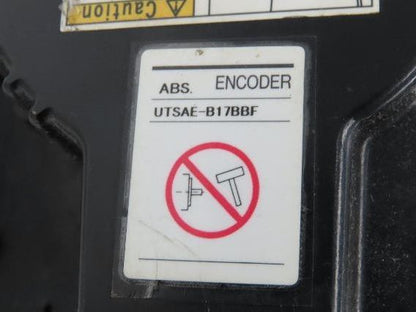 Caution
ABS. ENCODER
UTSAE-B17BBF